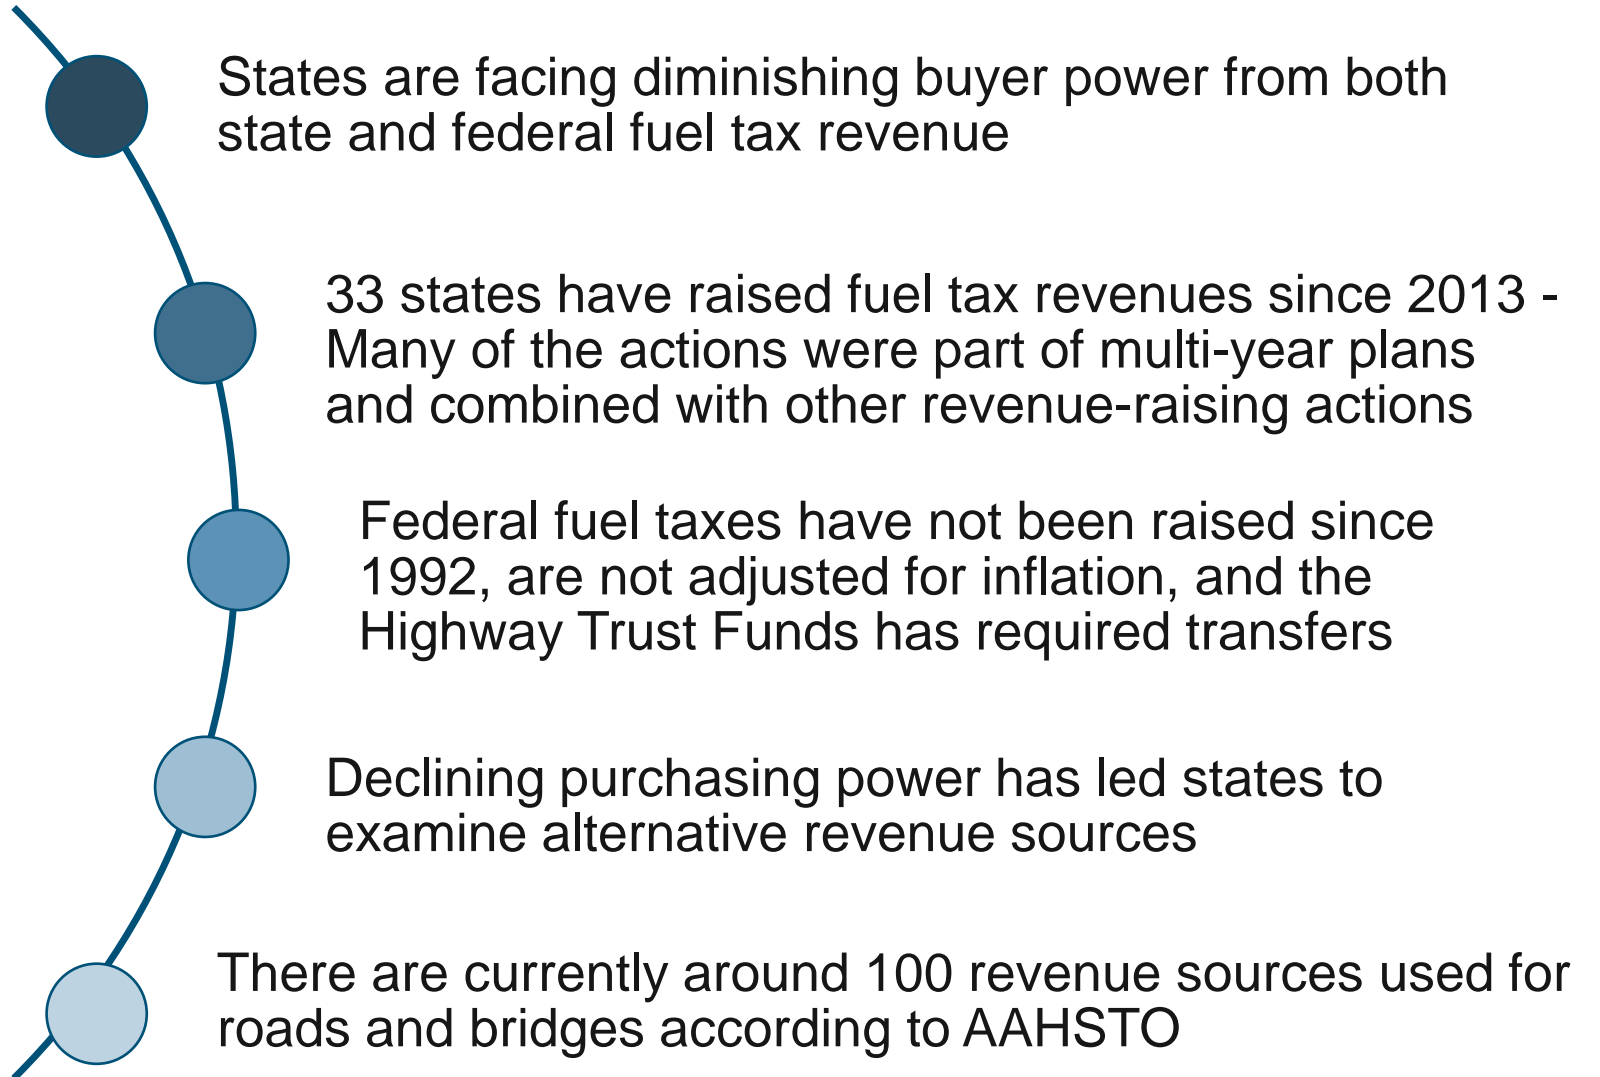 States are facing diminishing buyer power from both
state and federal fuel tax revenue
33 states have raised fuel tax revenues since 2013 -
Many of the actions were part of multi-year plans
and combined with other revenue-raising actions
Federal fuel taxes have not been raised since
1992, are not adjusted for inflation, and the
Highway Trust Funds has required transfers
Declining purchasing power has led states to
examine alternative revenue sources
There are currently around 100 revenue sources used for
roads and bridges according to AAHSTO